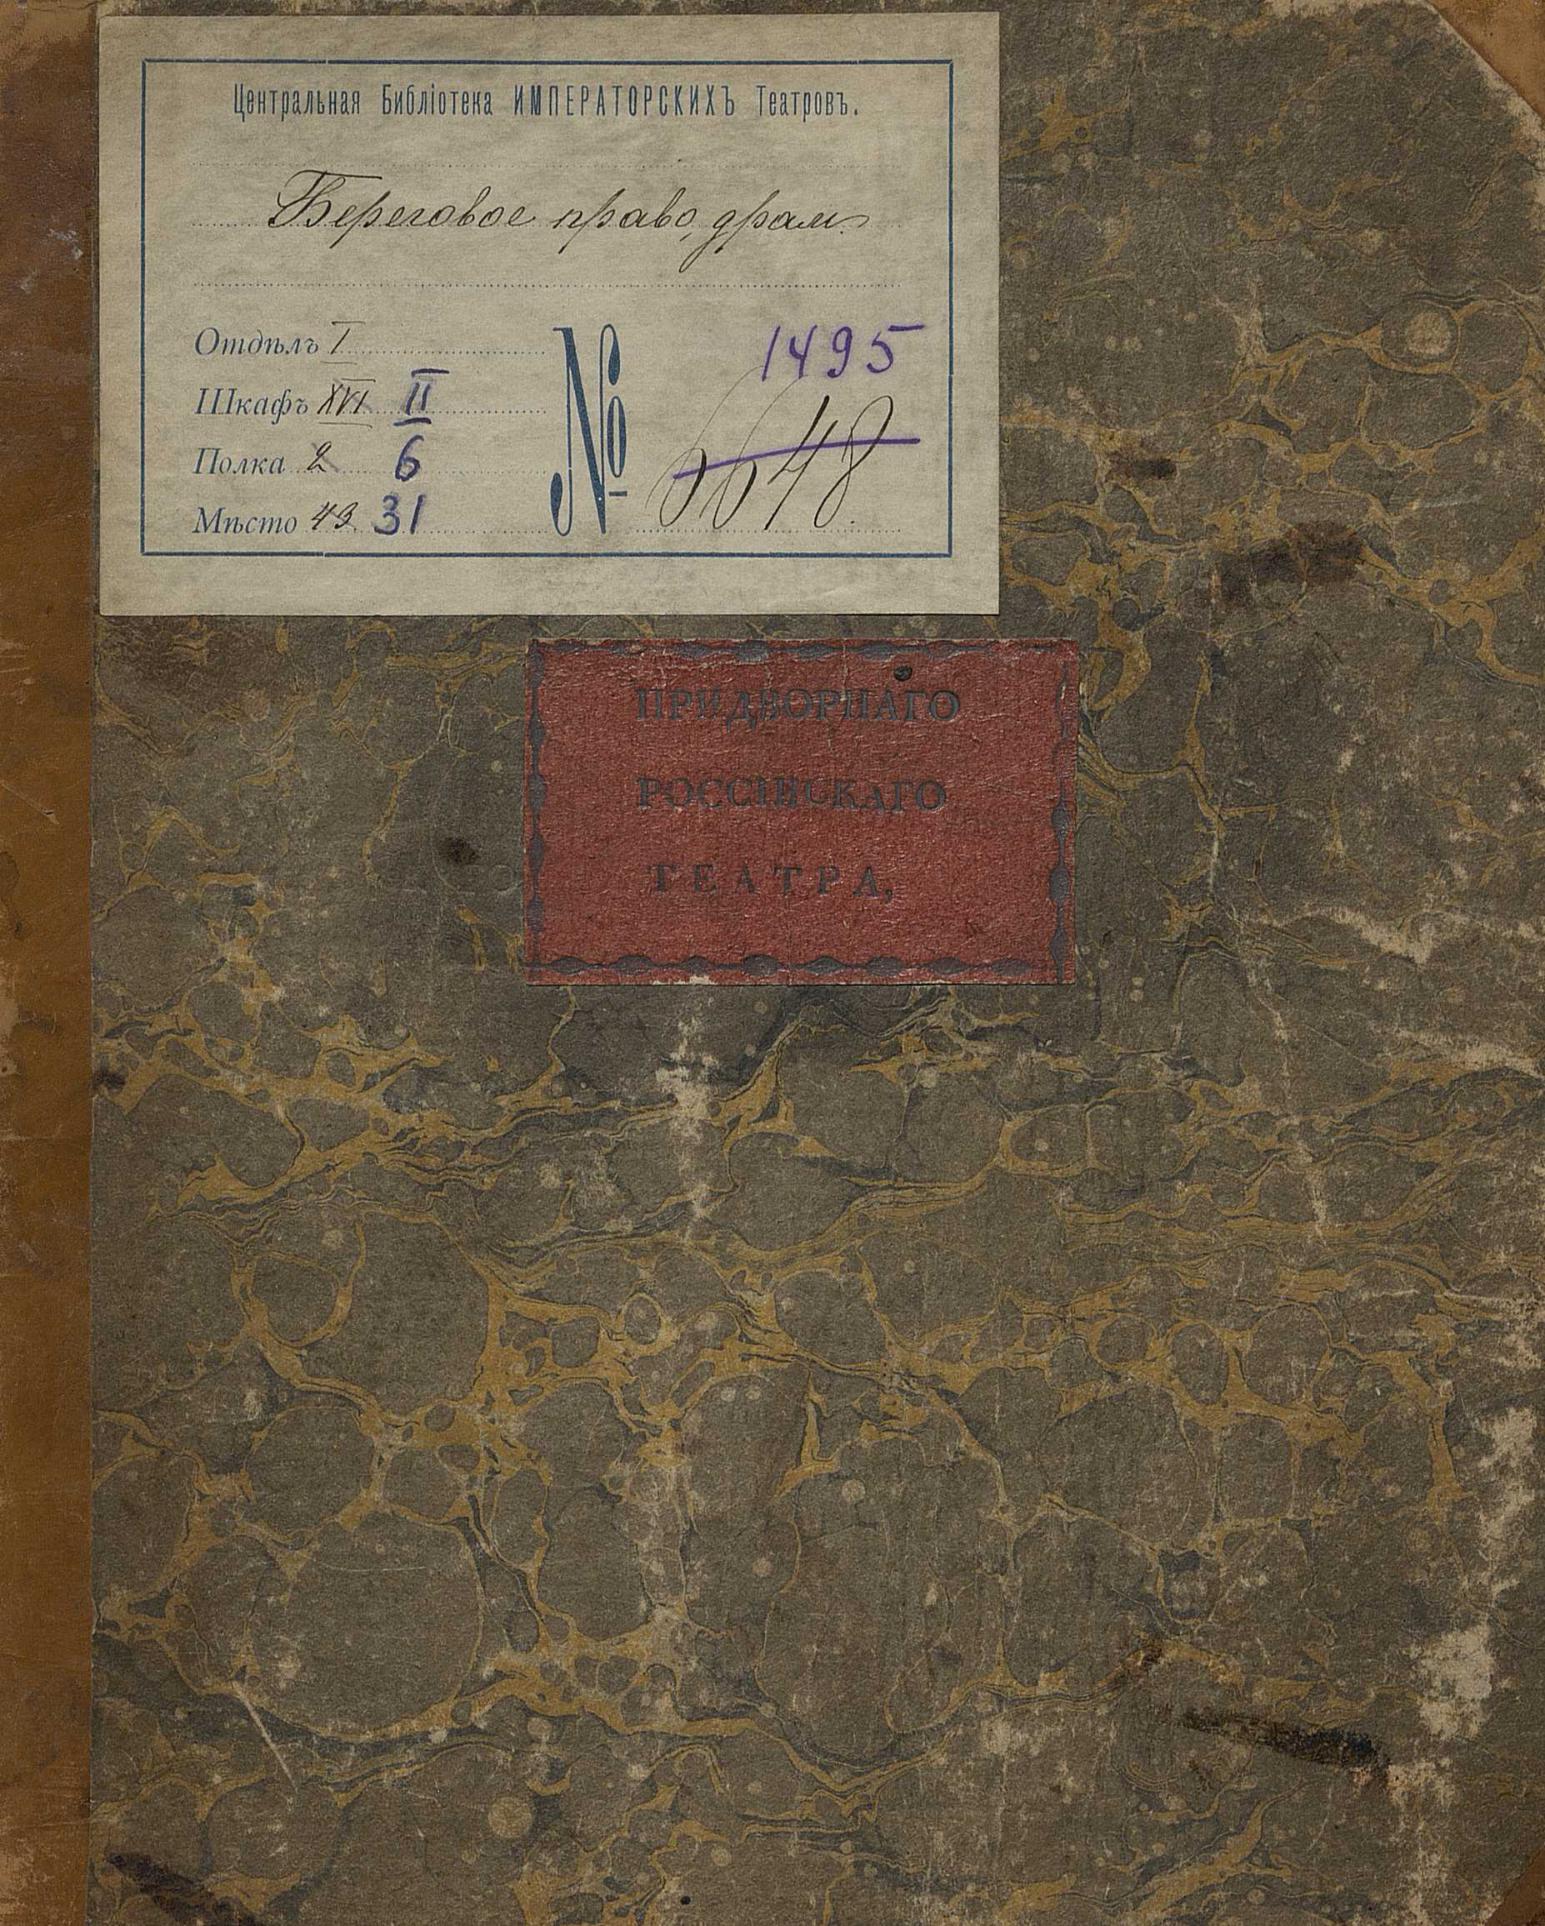 Центральная Библіотека ИМПЕРАТОРСКИХЪ Театровъ.
Береговое право, драм.
Отдѣлъ I
Шкафъ XVI II
Полка 2 6
Мѣсто 43 31
№ 1495
6648.
ПРИДВОРНАГО
РОССІЙСКАГО
ТЕАТРА,